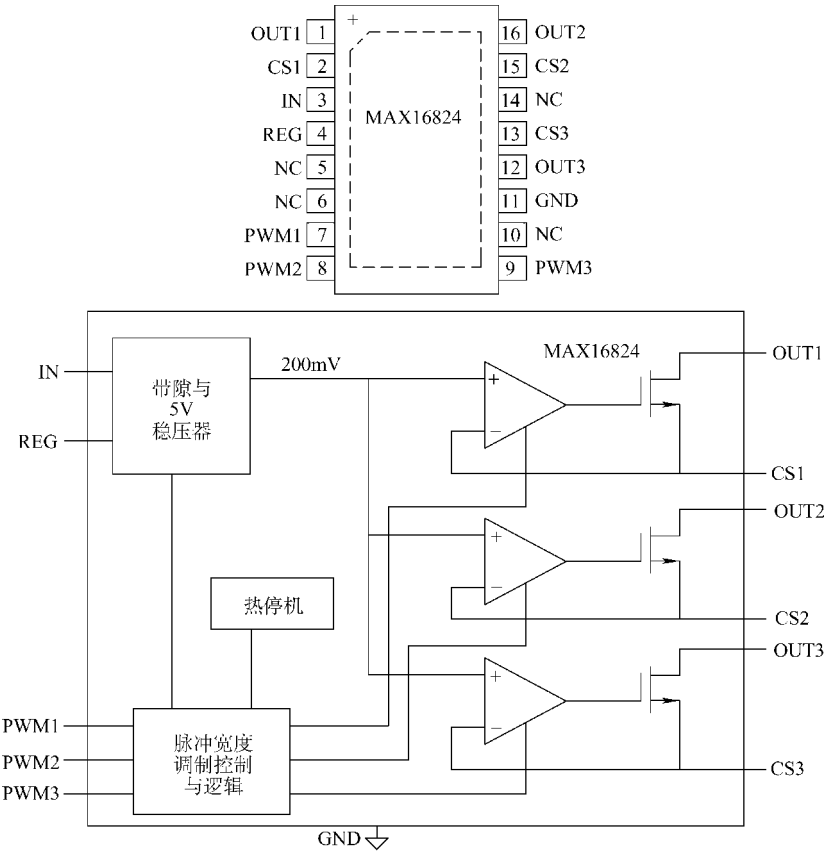 OUT1 1 + 16 OUT2
CS1 2 15 CS2
IN 3 14 NC
MAX16824
REG 4 13 CS3
NC 5 12 OUT3
NC 6 11 GND
PWM1 7 10 NC
PWM2 8 9 PWM3
MAX16824
OUT1
200mV
IN
带隙与
5V
稳压器
+
−
REG
CS1
OUT2
+
−
热停机
CS2
OUT3
+
−
PWM1
PWM2
PWM3
脉冲宽度
调制控制
与逻辑
CS3
GND